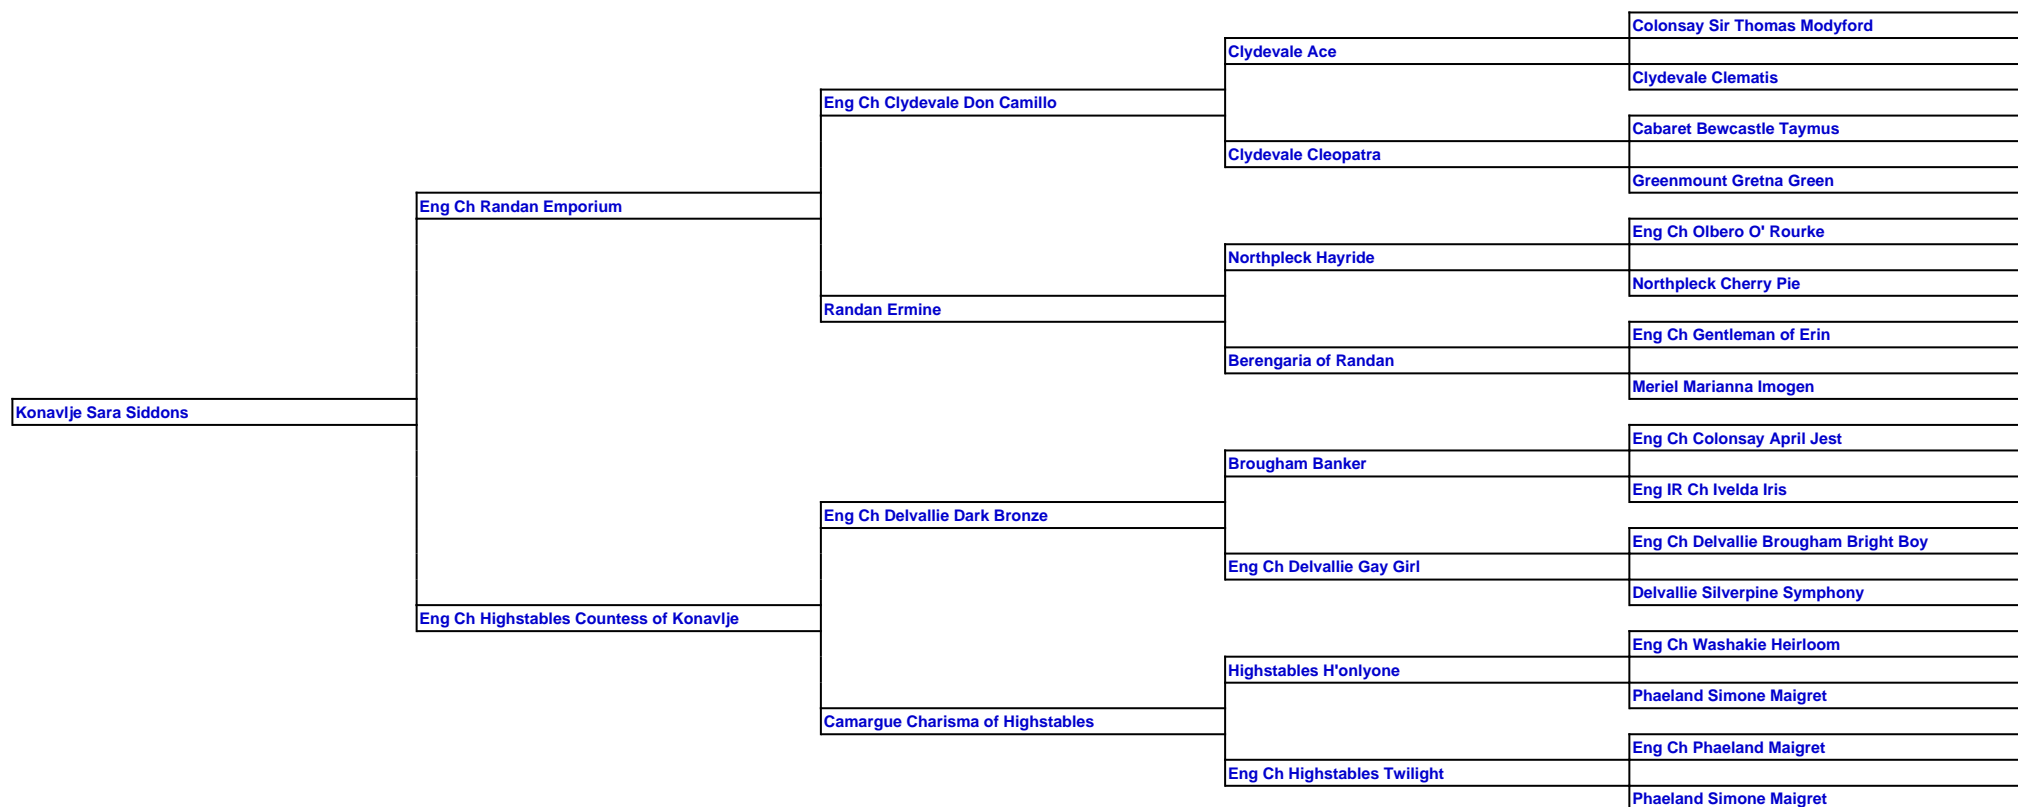 Colonsay Sir Thomas Modyford
Clydevale Ace
Clydevale Clematis
Eng Ch Clydevale Don Camillo
Cabaret Bewcastle Taymus
Clydevale Cleopatra
Greenmount Gretna Green
Eng Ch Randan Emporium
Eng Ch Olbero O' Rourke
Northpleck Hayride
Northpleck Cherry Pie
Randan Ermine
Eng Ch Gentleman of Erin
Berengaria of Randan
Meriel Marianna Imogen
Konavlje Sara Siddons
Eng Ch Colonsay April Jest
Brougham Banker
Eng IR Ch Ivelda Iris
Eng Ch Delvallie Dark Bronze
Eng Ch Delvallie Brougham Bright Boy
Eng Ch Delvallie Gay Girl
Delvallie Silverpine Symphony
Eng Ch Highstables Countess of Konavlje
Eng Ch Washakie Heirloom
Highstables H'onlyone
Phaeland Simone Maigret
Camargue Charisma of Highstables
Eng Ch Phaeland Maigret
Eng Ch Highstables Twilight
Phaeland Simone Maigret